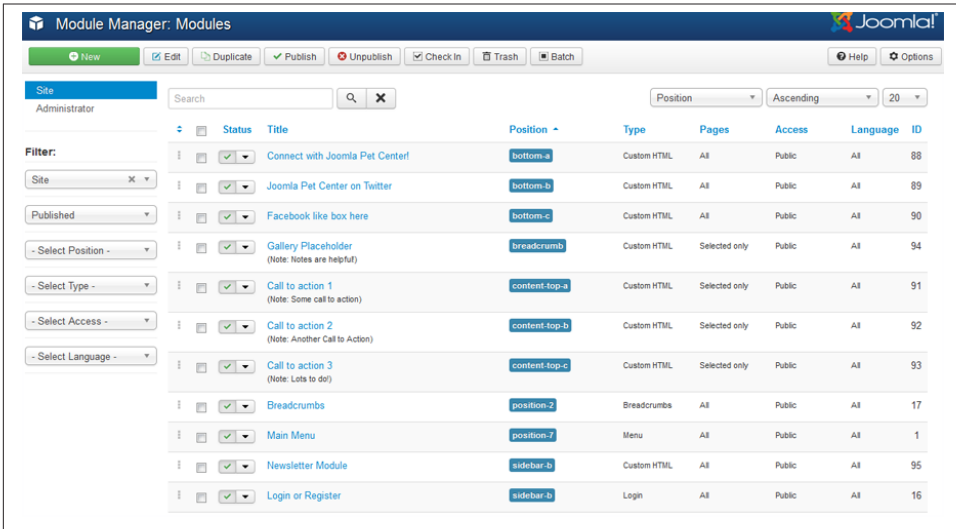 Module Manager: Modules
Joomla!
New Edit Duplicate Publish Unpublish Check In Trash Batch Help Options
Site
Administrator
Search Position Ascending 20
Status Title Position Type Pages Access Language ID
Filter:
Site
Published
- Select Position -
- Select Type -
- Select Access -
- Select Language -
Connect with Joomla Pet Center! bottom-a Custom HTML All Public All 88
Joomla Pet Center on Twitter bottom-b Custom HTML All Public All 89
Facebook like box here bottom-c Custom HTML All Public All 90
Gallery Placeholder breadcrumb Custom HTML Selected only Public All 94
(Note: Notes are helpful!)
Call to action 1 content-top-a Custom HTML Selected only Public All 91
(Note: Some call to action)
Call to action 2 content-top-b Custom HTML Selected only Public All 92
(Note: Another Call to Action)
Call to action 3 content-top-c Custom HTML Selected only Public All 93
(Note: Lots to do!)
Breadcrumbs position-2 Breadcrumbs All Public All 17
Main Menu position-7 Menu All Public All 1
Newsletter Module sidebar-b Custom HTML All Public All 95
Login or Register sidebar-b Login All Public All 16